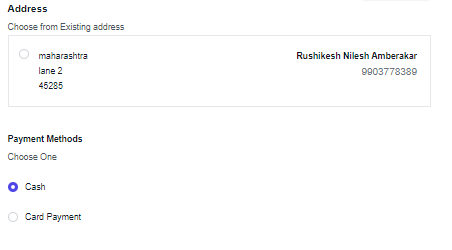 Address
Choose from Existing address
maharashtra
Rushikesh Nilesh Amberakar
lane 2
9903778389
45285
Payment Methods
Choose One
Cash
Card Payment